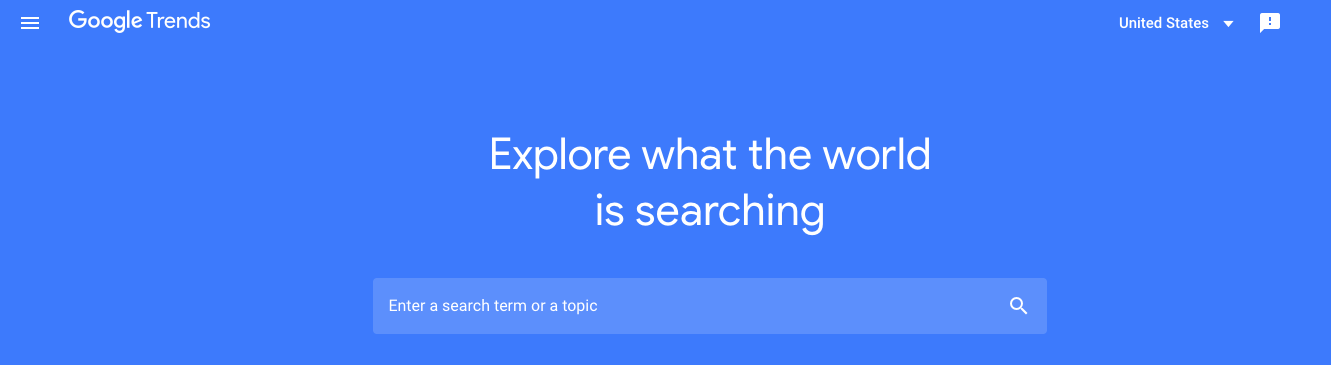 Google Trends
United States
Explore what the world
is searching
Enter a search term or a topic